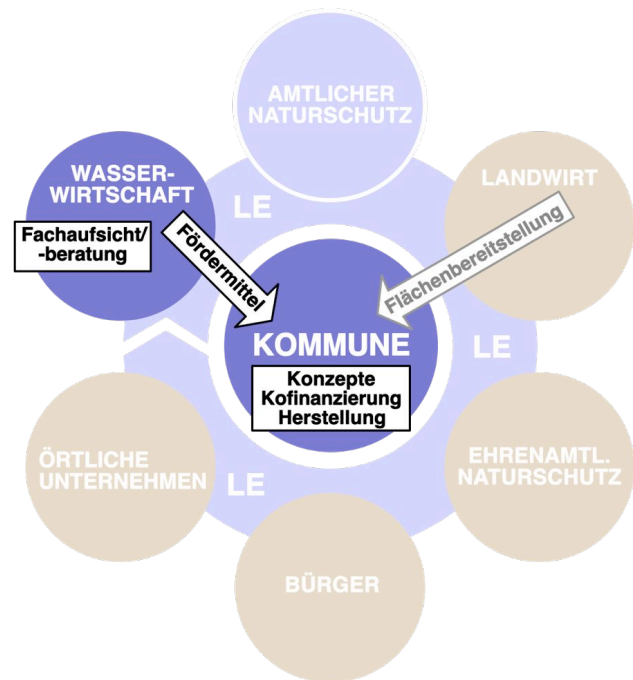 AMTLICHER
NATURSCHUTZ
WASSER-
WIRTSCHAFT
Fachaufsicht/
-beratung
LE
Fördermittel
LANDWIRT
Flächenbereitstellung
KOMMUNE
Konzepte
Kofinanzierung
Herstellung
LE
ÖRTLICHE
UNTERNEHMEN
LE
EHRENAMTL.
NATURSCHUTZ
BÜRGER